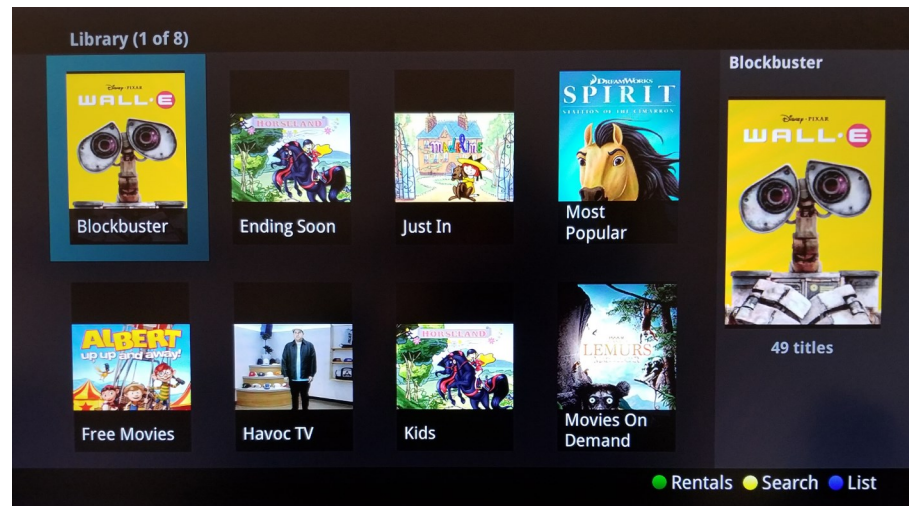 Library (1 of 8)
Disney · PIXAR
WALL·E
Blockbuster
HORSELAND
Ending Soon
Just In
DREAMWORKS
SPIRIT
STALLION OF THE CIMARRON
Most
Popular
Blockbuster
Disney · PIXAR
WALL·E
49 titles
ALBERT
up up and away!
Free Movies
Havoc TV
HORSELAND
Kids
LEMURS
Movies On
Demand
Rentals
Search
List